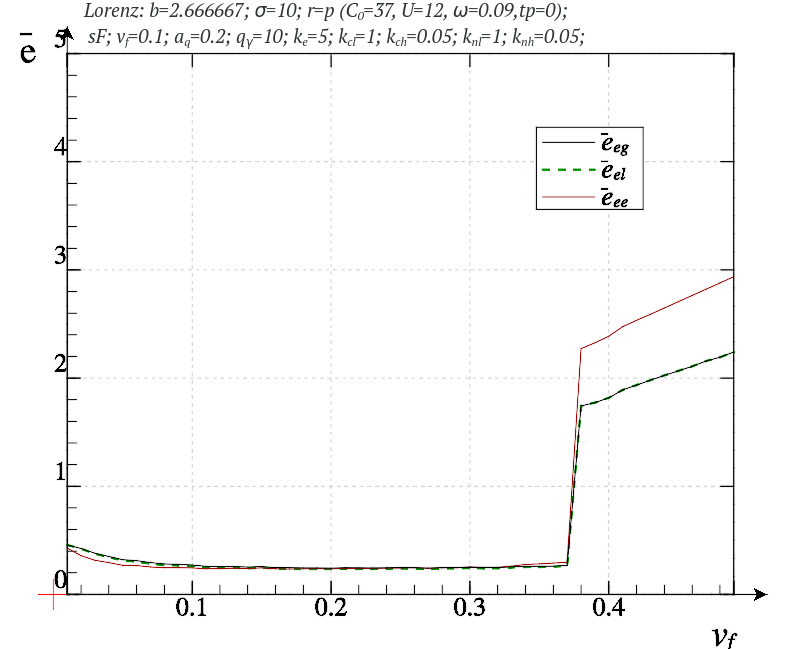 Lorenz: b=2.666667; σ=10; r=p (C₀=37, U=12, ω=0.09,tp=0);
sF; v_f=0.1; a_q=0.2; q_γ=10; k_e=5; k_cl=1; k_ch=0.05; k_nl=1; k_nh=0.05;
ē
5
4
ē_eg
ē_el
ē_ee
3
2
1
0
0.1 0.2 0.3 0.4
v_f